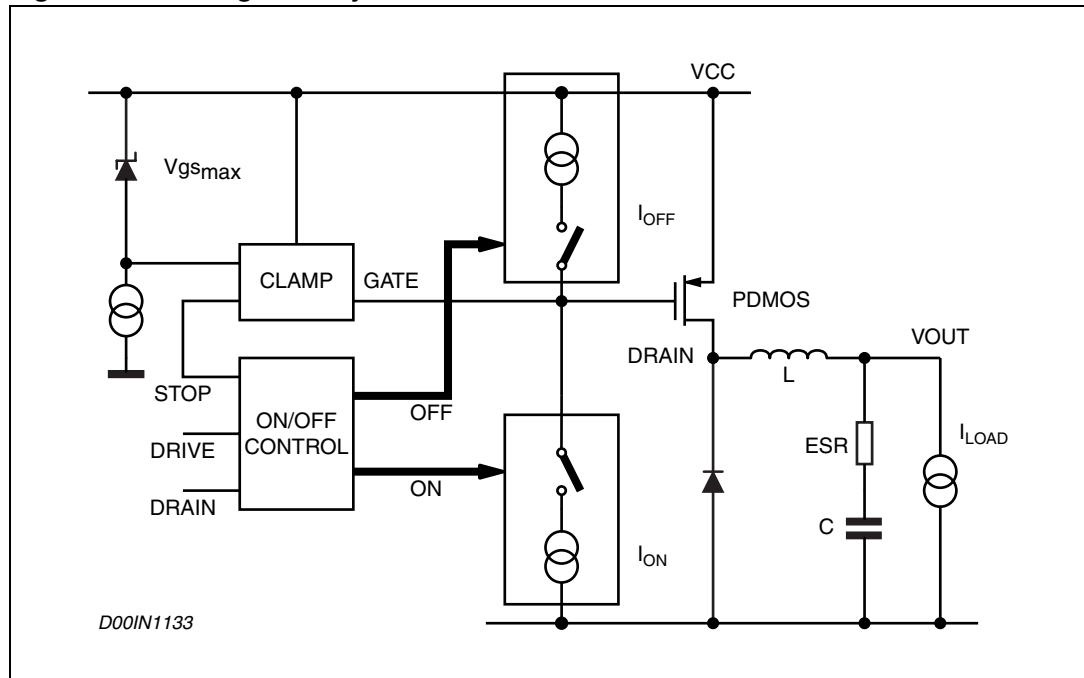 VCC
Vgsmax
IOFF
CLAMP
GATE
PDMOS
DRAIN
VOUT
L
STOP
OFF
ON/OFF
CONTROL
DRIVE
ESR
ILOAD
ON
DRAIN
C
ION
D00IN1133